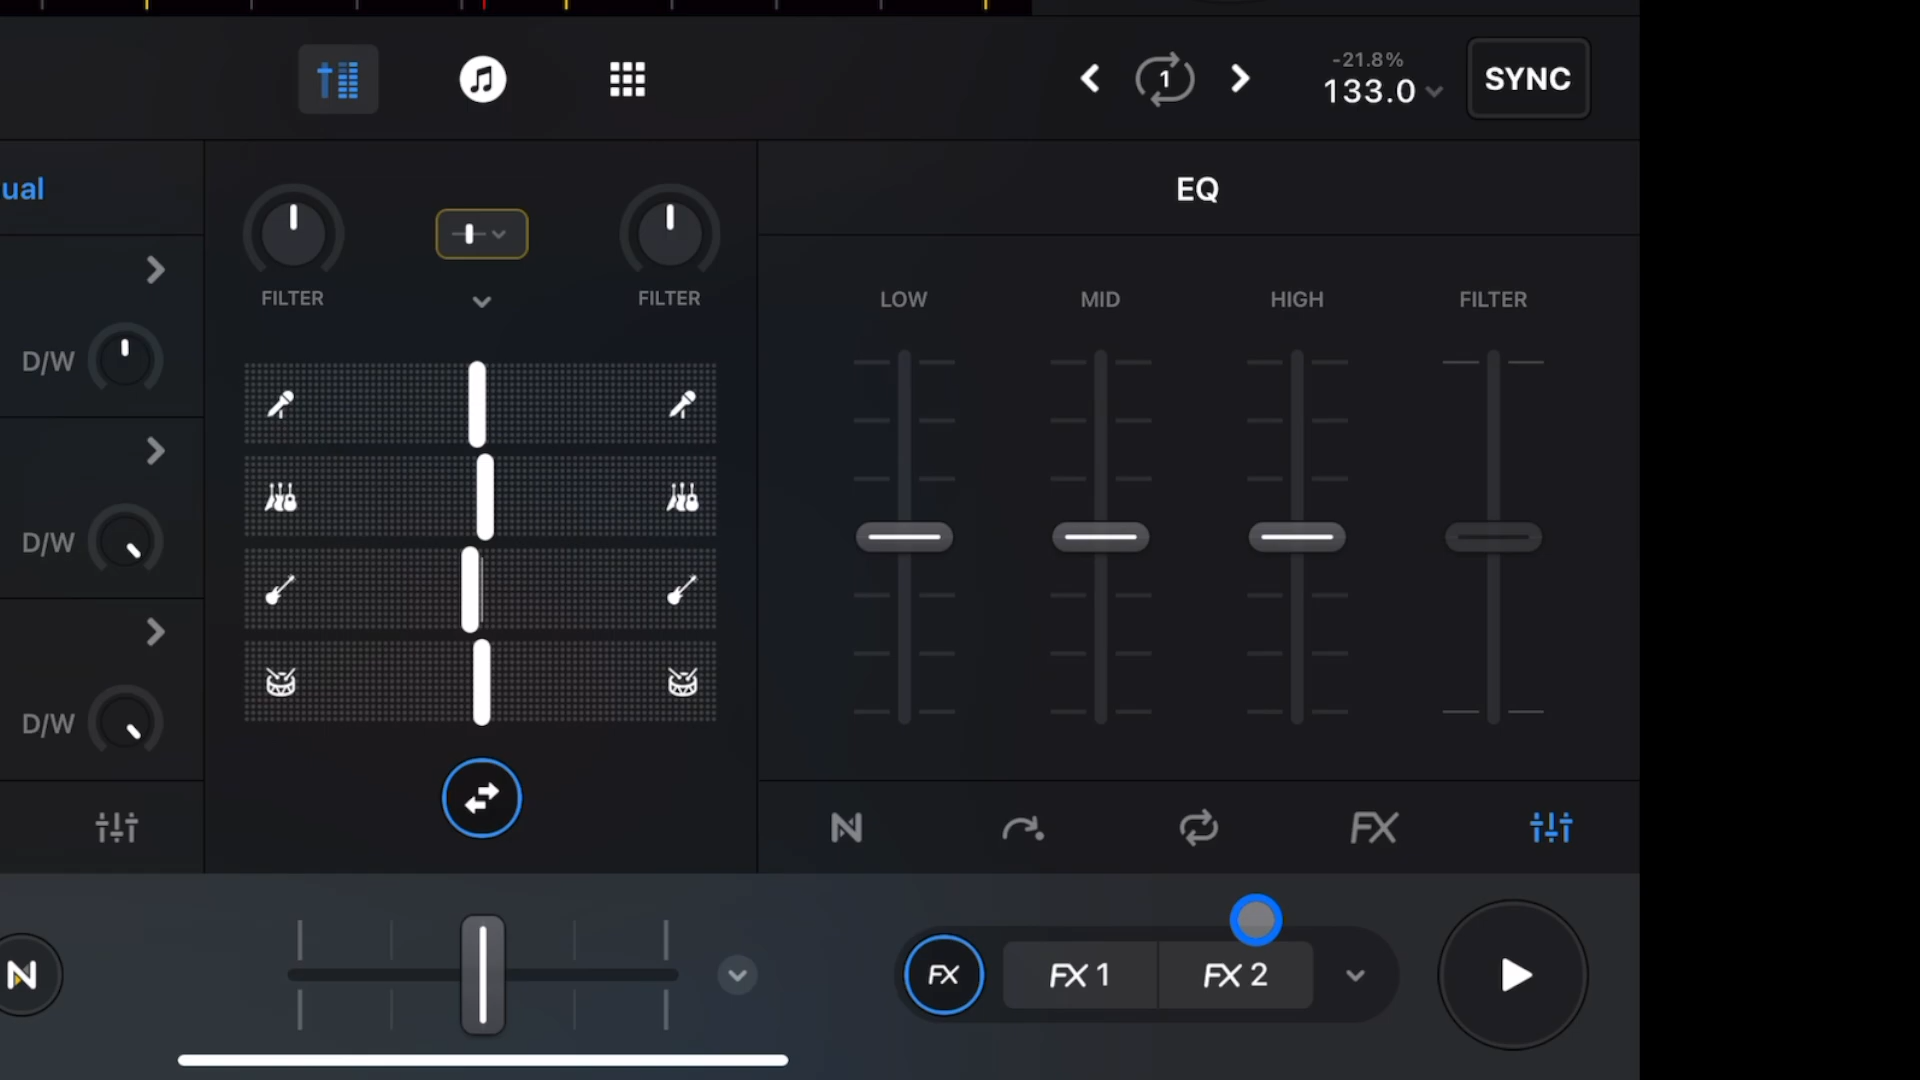 -21.8%
133.0
SYNC
1
ual
EQ
FILTER
FILTER
LOW
MID
HIGH
FILTER
D/W
D/W
D/W
FX
FX
FX 1
FX 2